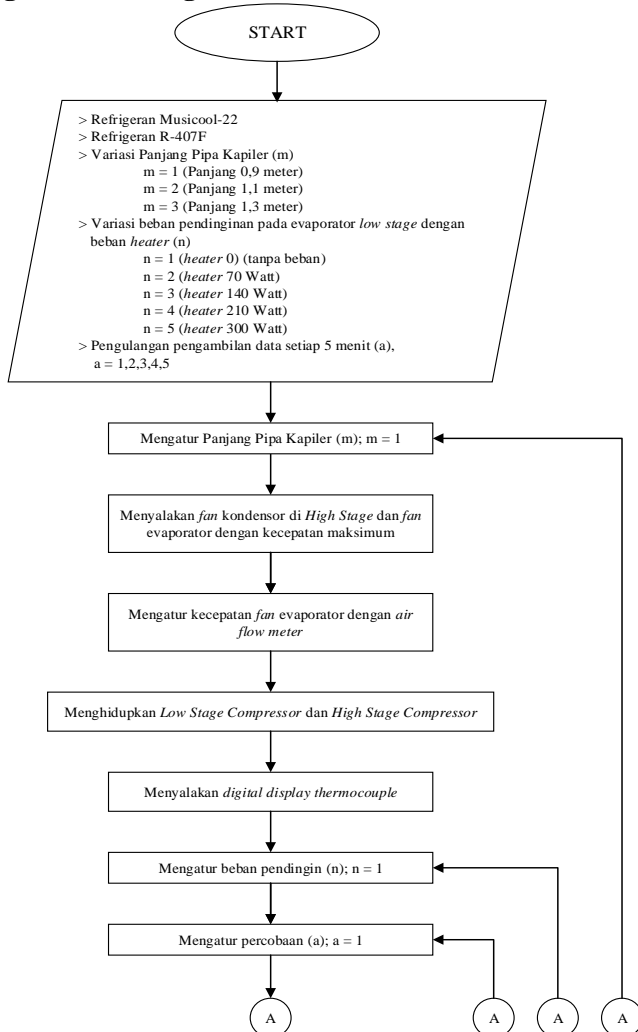 START
> Refrigeran Musicool-22
> Refrigeran R-407F
> Variasi Panjang Pipa Kapiler (m)
m = 1 (Panjang 0,9 meter)
m = 2 (Panjang 1,1 meter)
m = 3 (Panjang 1,3 meter)
> Variasi beban pendinginan pada evaporator low stage dengan
beban heater (n)
n = 1 (heater 0) (tanpa beban)
n = 2 (heater 70 Watt)
n = 3 (heater 140 Watt)
n = 4 (heater 210 Watt)
n = 5 (heater 300 Watt)
> Pengulangan pengambilan data setiap 5 menit (a),
a = 1,2,3,4,5
Mengatur Panjang Pipa Kapiler (m); m = 1
Menyalakan fan kondensor di High Stage dan fan
evaporator dengan kecepatan maksimum
Mengatur kecepatan fan evaporator dengan air
flow meter
Menghidupkan Low Stage Compressor dan High Stage Compressor
Menyalakan digital display thermocouple
Mengatur beban pendingin (n); n = 1
Mengatur percobaan (a); a = 1
A
A
A
A